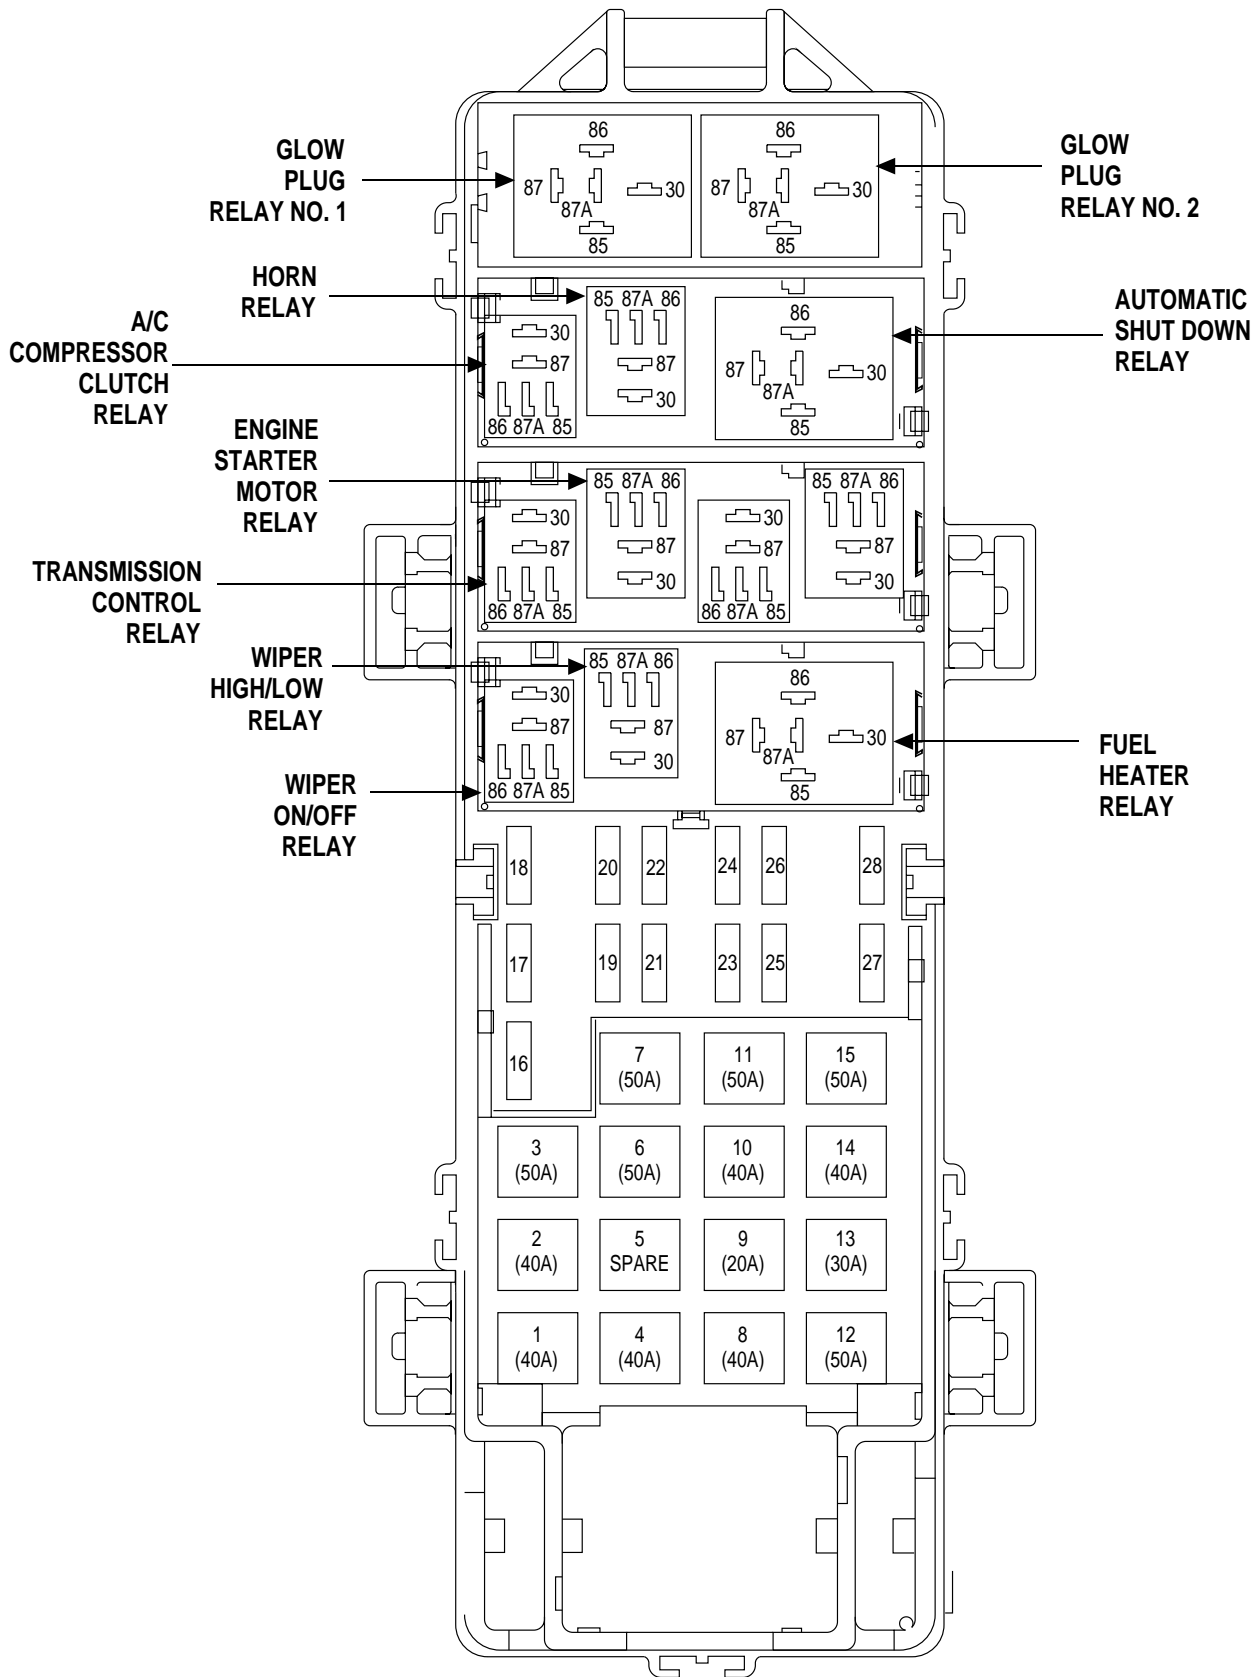 GLOW
PLUG
RELAY NO. 1
86
87
30
87A
85
86
87
30
87A
85
GLOW
PLUG
RELAY NO. 2
HORN
RELAY
A/C
COMPRESSOR
CLUTCH
RELAY
30
87
86 87A 85
85 87A 86
87
30
86
87
30
87A
85
AUTOMATIC
SHUT DOWN
RELAY
ENGINE
STARTER
MOTOR
RELAY
TRANSMISSION
CONTROL
RELAY
30
87
86 87A 85
85 87A 86
87
30
30
87
86 87A 85
85 87A 86
87
30
WIPER
HIGH/LOW
RELAY
WIPER
ON/OFF
RELAY
30
87
86 87A 85
85 87A 86
87
30
86
87
30
87A
85
FUEL
HEATER
RELAY
18 20 22 24 26 28
17 19 21 23 25 27
16
7
(50A)
11
(50A)
15
(50A)
3
(50A)
6
(50A)
10
(40A)
14
(40A)
2
(40A)
5
SPARE
9
(20A)
13
(30A)
1
(40A)
4
(40A)
8
(40A)
12
(50A)